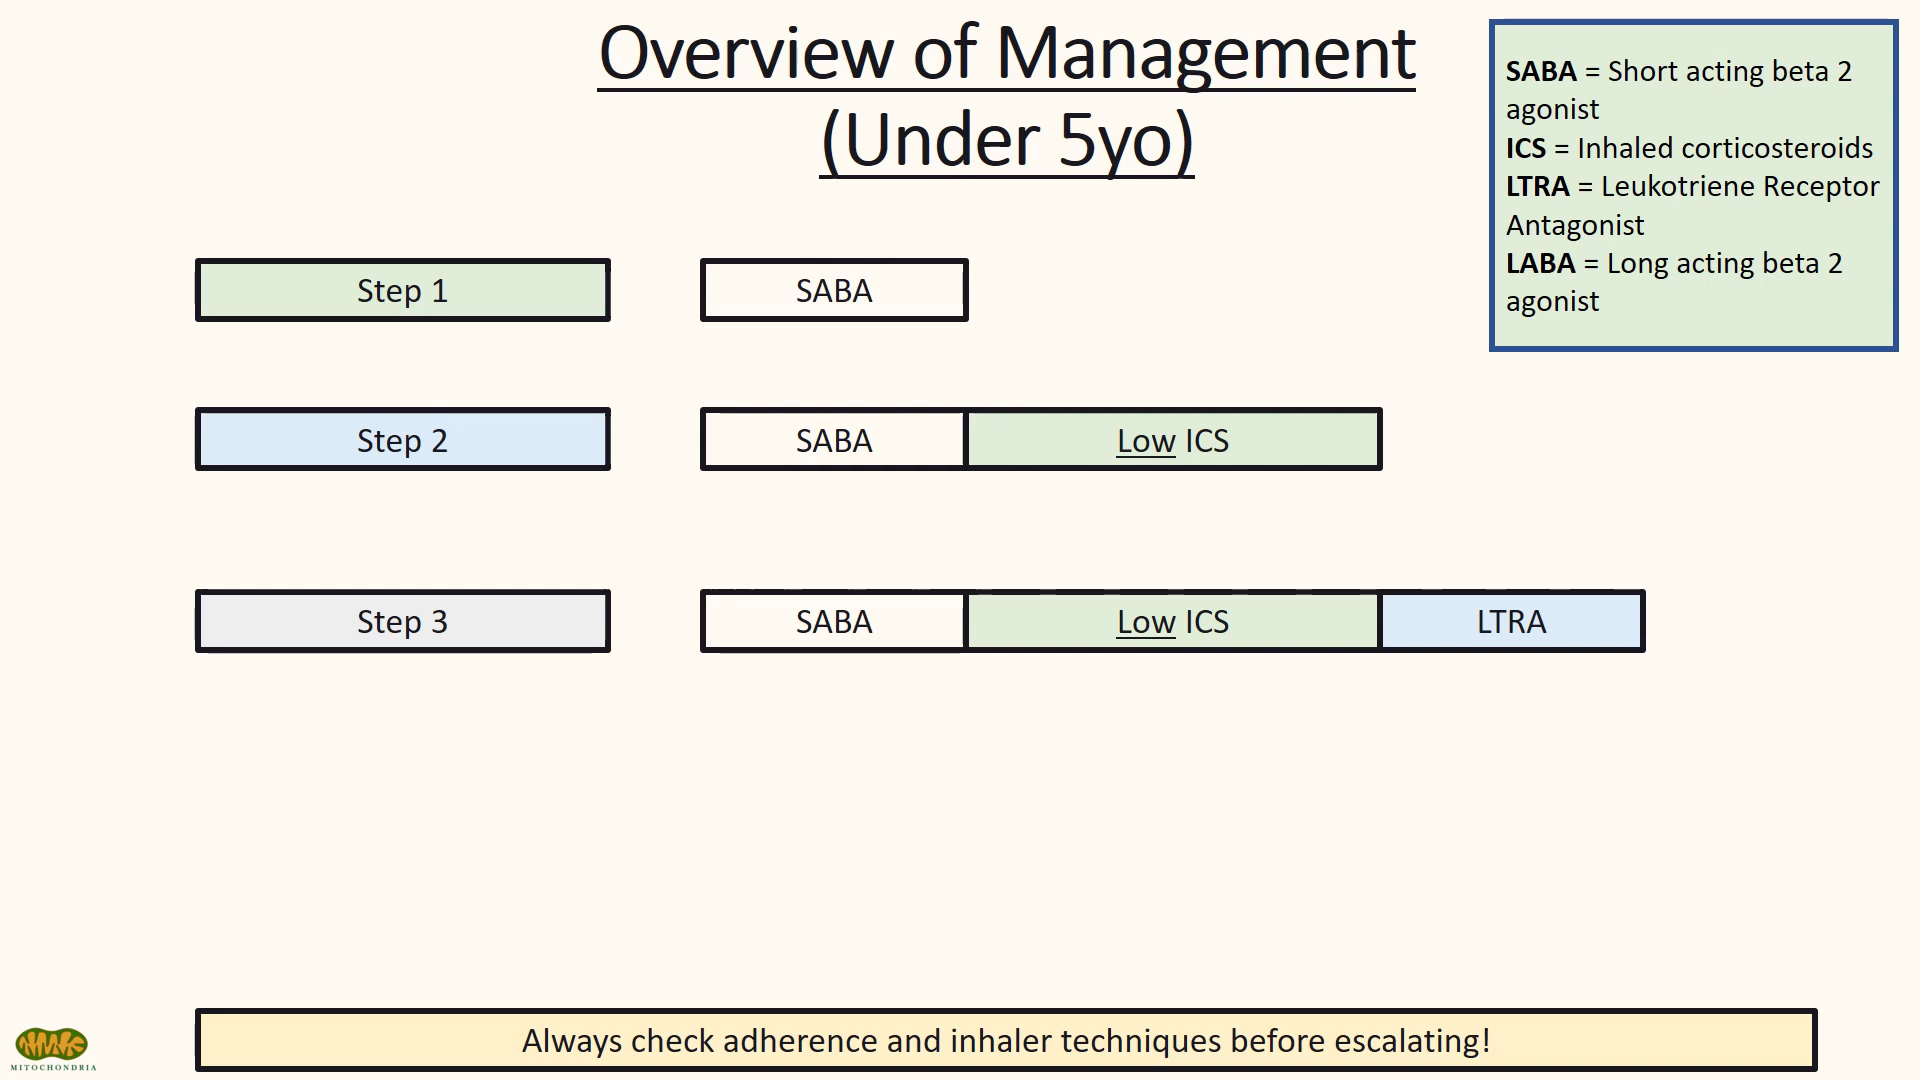 Overview of Management
(Under 5yo)
SABA = Short acting beta 2
agonist
ICS = Inhaled corticosteroids
LTRA = Leukotriene Receptor
Antagonist
LABA = Long acting beta 2
agonist
Step 1
SABA
Step 2
SABA
Low ICS
Step 3
SABA
Low ICS
LTRA
Always check adherence and inhaler techniques before escalating!
MITOCHONDRIA